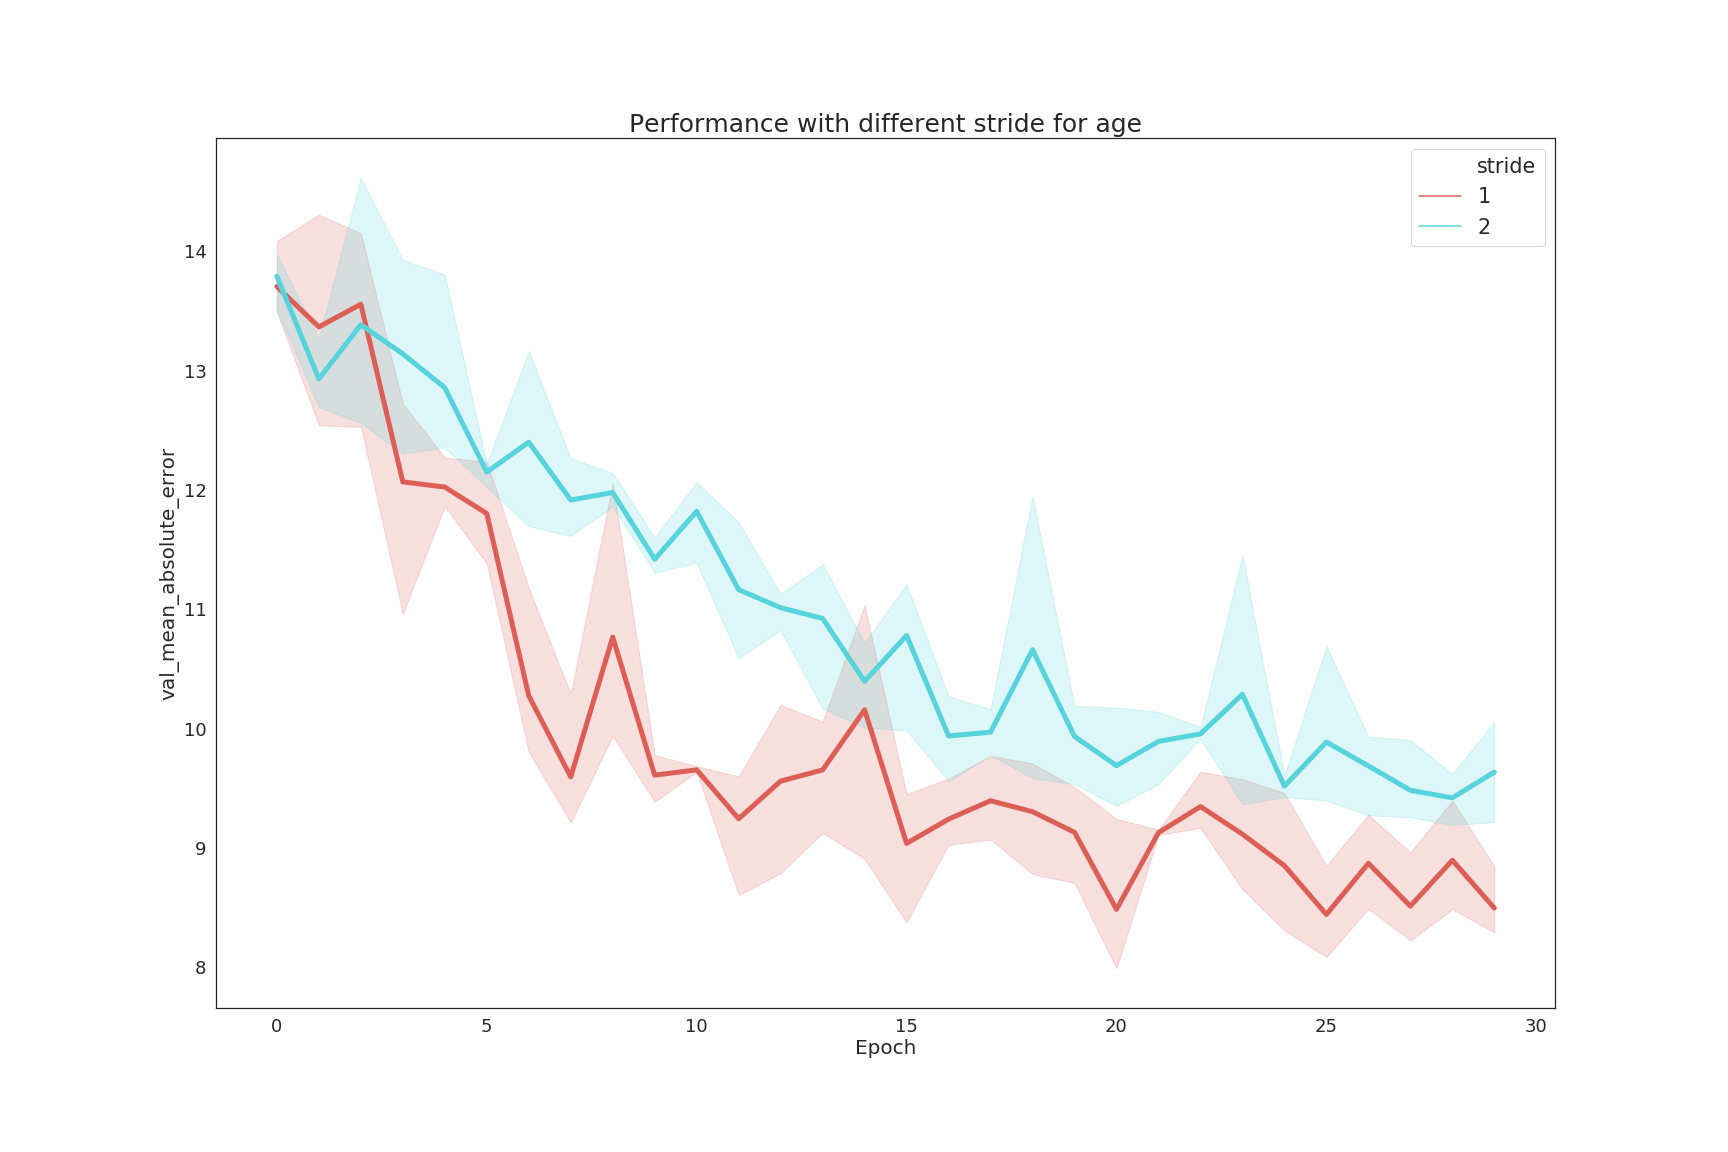 Performance with different stride for age
stride
1
2
14
13
12
11
10
9
8
val_mean_absolute_error
0 5 10 15 20 25 30
Epoch